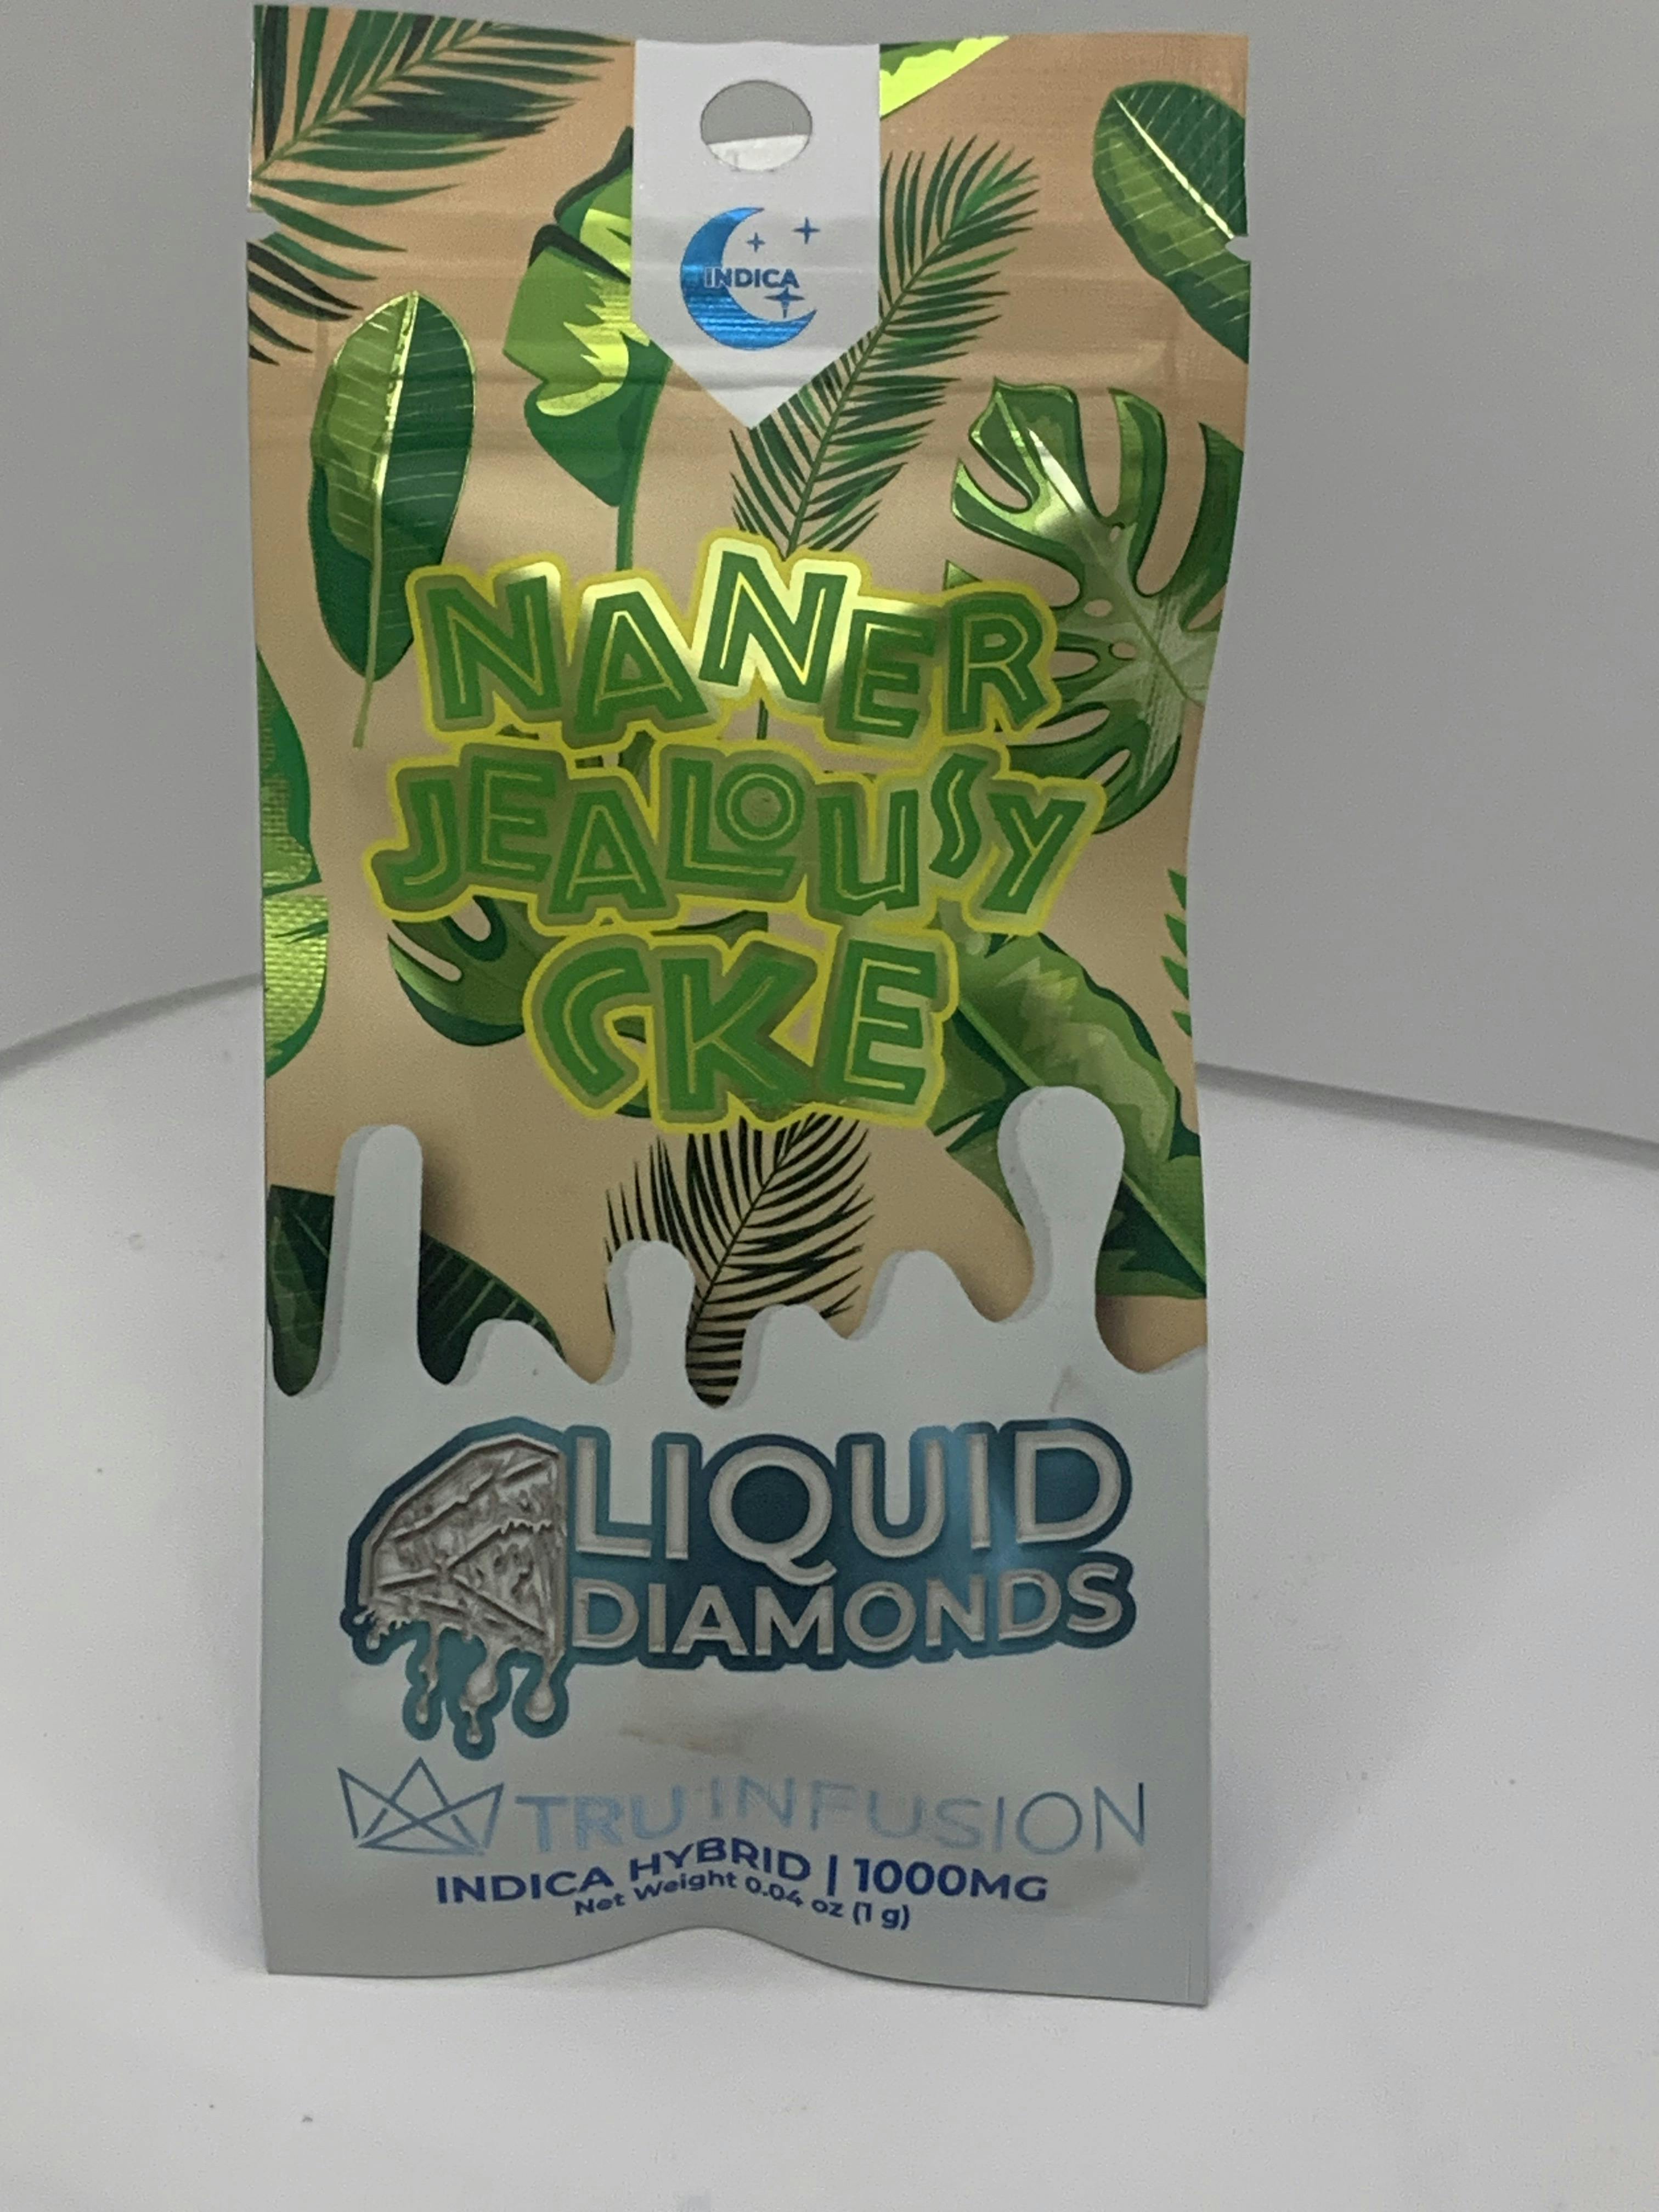 INDICA
NANER
JEALOUSY
CKE
LIQUID
DIAMONDS
TRU INFUSION
INDICA HYBRID | 1000MG
Net Weight 0.04 oz (1 g)